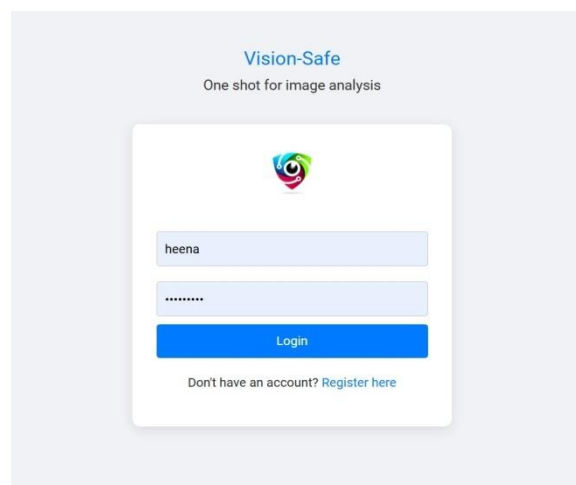 Vision-Safe
One shot for image analysis
heena
•••••••••
Login
Don't have an account? Register here